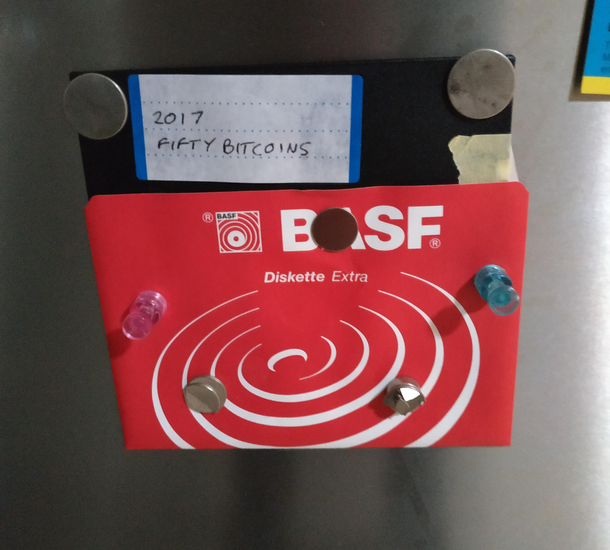 2017
FIFTY BITCOINS
® BASF BASF®
Diskette Extra